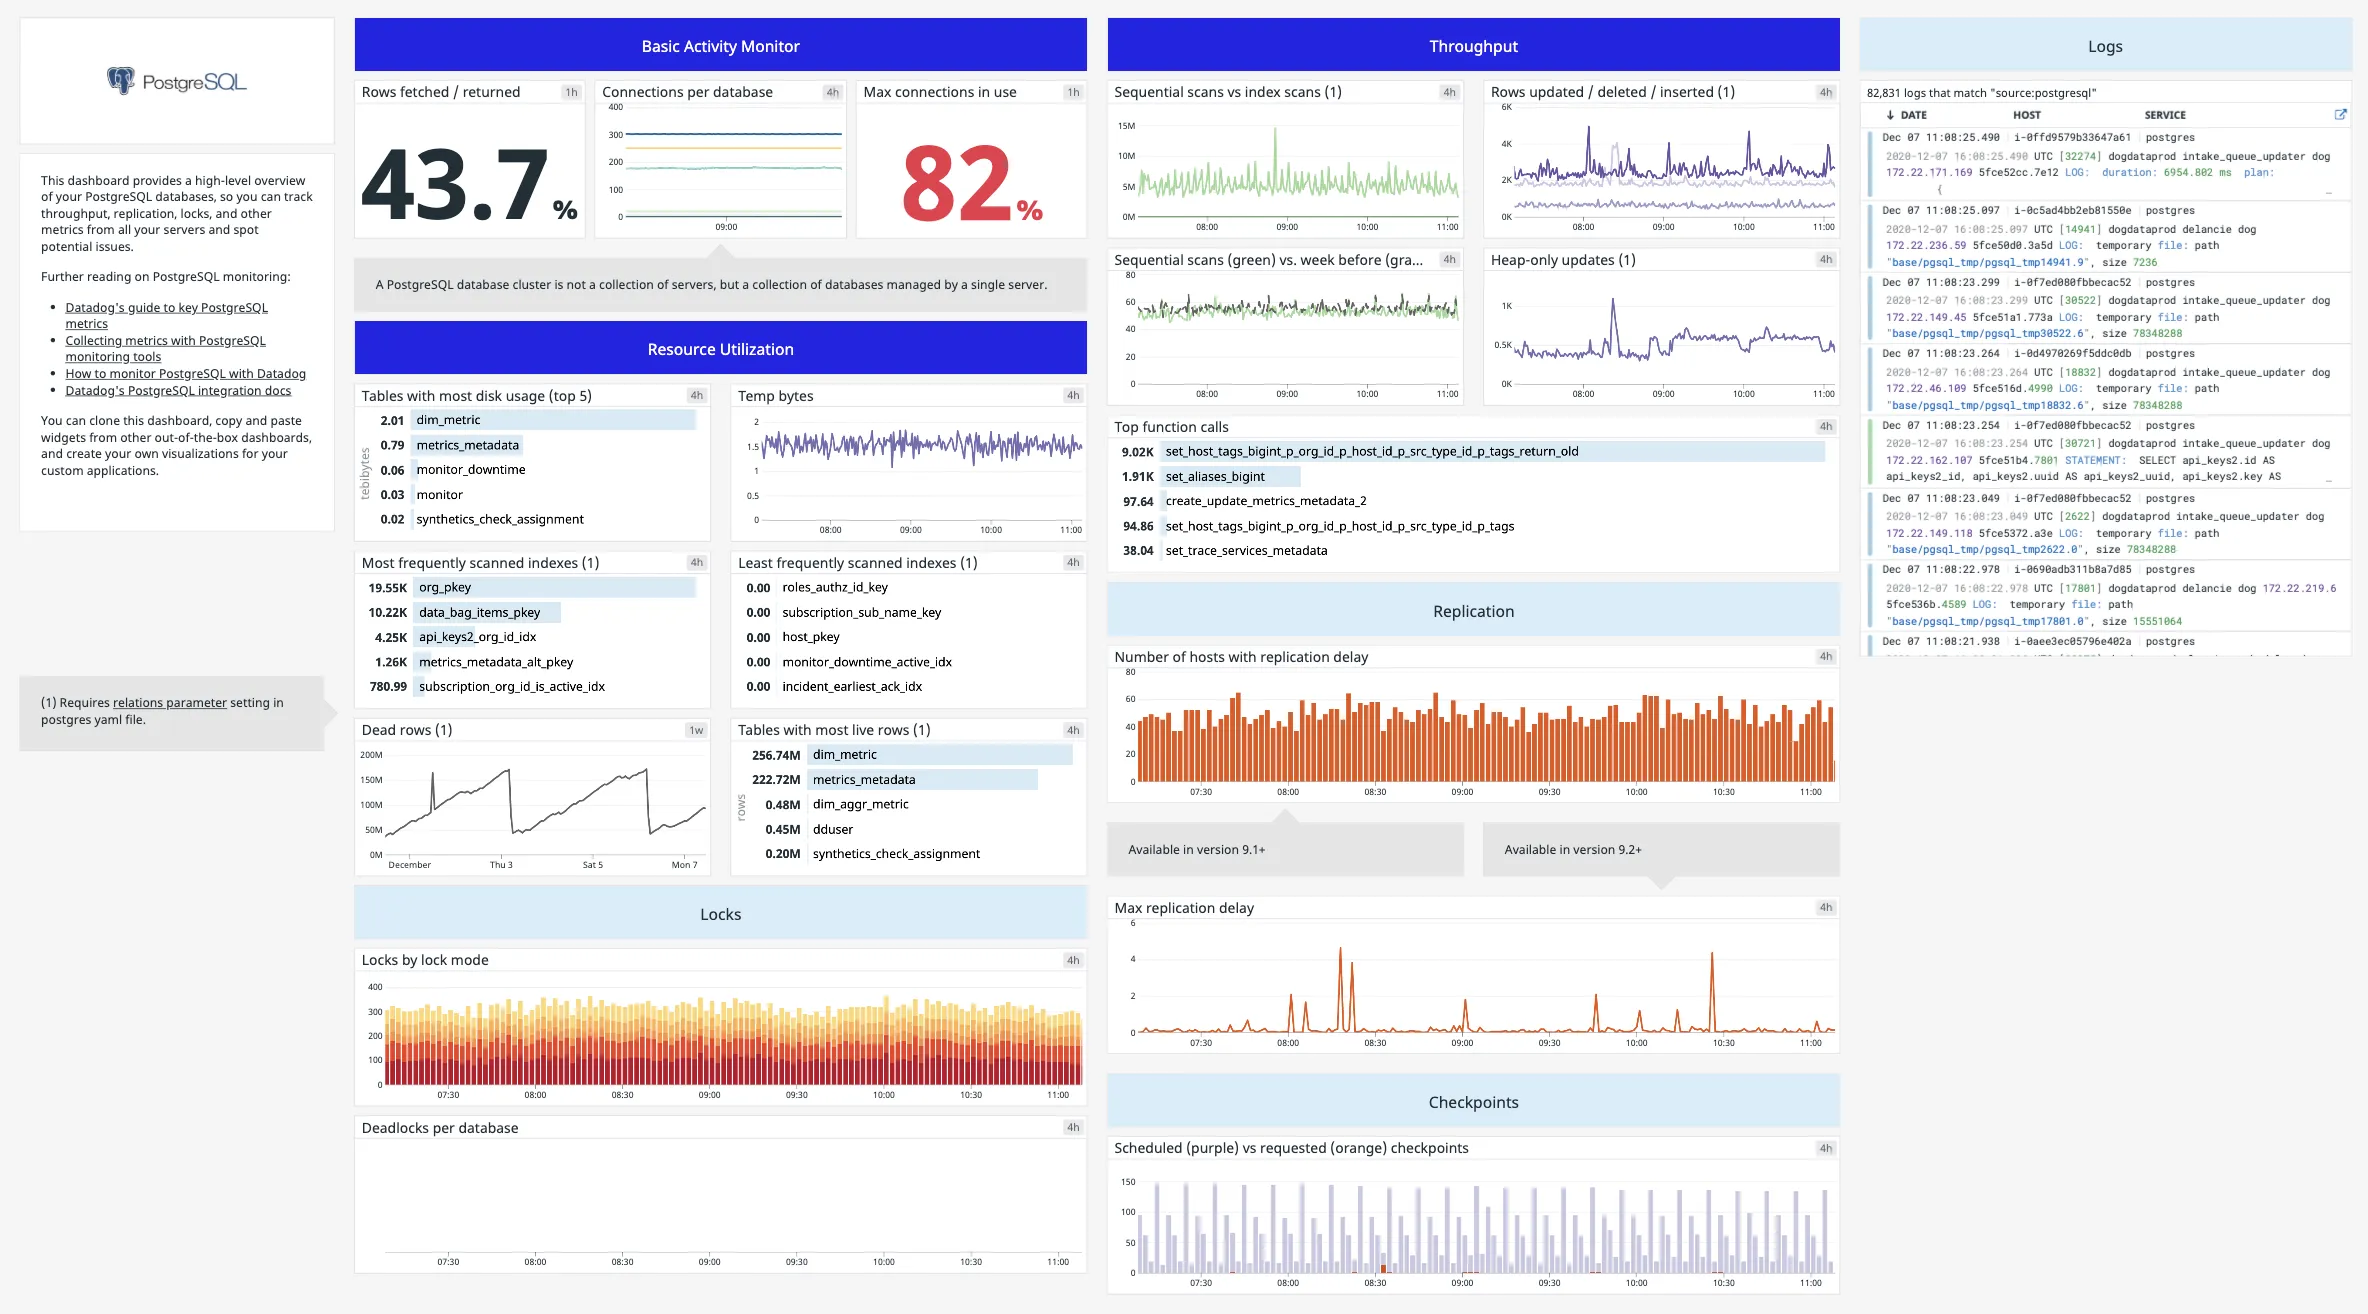 PostgreSQL
This dashboard provides a high-level overview
of your PostgreSQL databases, so you can track
throughput, replication, locks, and other
metrics from all your servers and spot
potential issues.
Further reading on PostgreSQL monitoring:
• Datadog's guide to key PostgreSQL
metrics
• Collecting metrics with PostgreSQL
monitoring tools
• How to monitor PostgreSQL with Datadog
• Datadog's PostgreSQL integration docs
You can clone this dashboard, copy and paste
widgets from other out-of-the-box dashboards,
and create your own visualizations for your
custom applications.
(1) Requires relations parameter setting in
postgres yaml file.
Basic Activity Monitor
Rows fetched / returned 1h
43.7 %
Connections per database 4h
400
300
200
100
0
09:00
Max connections in use 1h
82 %
A PostgreSQL database cluster is not a collection of servers, but a collection of databases managed by a single server.
Resource Utilization
Tables with most disk usage (top 5) 4h
tebibytes
2.01 dim_metric
0.79 metrics_metadata
0.06 monitor_downtime
0.03 monitor
0.02 synthetics_check_assignment
Temp bytes 4h
2
1.5
1
0.5
0
08:00 09:00 10:00 11:00
Most frequently scanned indexes (1) 4h
19.55K org_pkey
10.22K data_bag_items_pkey
4.25K api_keys2_org_id_idx
1.26K metrics_metadata_alt_pkey
780.99 subscription_org_id_is_active_idx
Least frequently scanned indexes (1) 4h
0.00 roles_authz_id_key
0.00 subscription_sub_name_key
0.00 host_pkey
0.00 monitor_downtime_active_idx
0.00 incident_earliest_ack_idx
Dead rows (1) 1w
200M
150M
100M
50M
0M
December Thu 3 Sat 5 Mon 7
Tables with most live rows (1) 4h
rows
256.74M dim_metric
222.72M metrics_metadata
0.48M dim_aggr_metric
0.45M dduser
0.20M synthetics_check_assignment
Locks
Locks by lock mode 4h
400
300
200
100
0
07:30 08:00 08:30 09:00 09:30 10:00 10:30 11:00
Deadlocks per database 4h
07:30 08:00 08:30 09:00 09:30 10:00 10:30 11:00
Throughput
Sequential scans vs index scans (1) 4h
15M
10M
5M
0M
08:00 09:00 10:00 11:00
Rows updated / deleted / inserted (1) 4h
6K
4K
2K
0K
08:00 09:00 10:00 11:00
Sequential scans (green) vs. week before (gra... 4h
80
60
40
20
0
08:00 09:00 10:00 11:00
Heap-only updates (1) 4h
1K
0.5K
0K
08:00 09:00 10:00 11:00
Top function calls 4h
9.02K set_host_tags_bigint_p_org_id_p_host_id_p_src_type_id_p_tags_return_old
1.91K set_aliases_bigint
97.64 create_update_metrics_metadata_2
94.86 set_host_tags_bigint_p_org_id_p_host_id_p_src_type_id_p_tags
38.04 set_trace_services_metadata
Replication
Number of hosts with replication delay 4h
80
60
40
20
0
07:30 08:00 08:30 09:00 09:30 10:00 10:30 11:00
Available in version 9.1+
Available in version 9.2+
Max replication delay 4h
6
4
2
0
07:30 08:00 08:30 09:00 09:30 10:00 10:30 11:00
Checkpoints
Scheduled (purple) vs requested (orange) checkpoints 4h
150
100
50
0
07:30 08:00 08:30 09:00 09:30 10:00 10:30 11:00
Logs
82,831 logs that match "source:postgresql"
↓ DATE HOST SERVICE
Dec 07 11:08:25.490 i-0ffd9579b33647a61 postgres
2020-12-07 16:08:25.490 UTC [32274] dogdataprod intake_queue_updater dog
172.22.171.169 5fce52cc.7e12 LOG: duration: 6954.802 ms plan:
{
Dec 07 11:08:25.097 i-0c5ad4bb2eb81550e postgres
2020-12-07 16:08:25.097 UTC [14941] dogdataprod delancie dog
172.22.236.59 5fce50d0.3a5d LOG: temporary file: path
"base/pgsql_tmp/pgsql_tmp14941.9", size 7236
Dec 07 11:08:23.299 i-0f7ed080fbbecac52 postgres
2020-12-07 16:08:23.299 UTC [30522] dogdataprod intake_queue_updater dog
172.22.149.45 5fce51a1.773a LOG: temporary file: path
"base/pgsql_tmp/pgsql_tmp30522.6", size 78348288
Dec 07 11:08:23.264 i-0d4970269f5ddc0db postgres
2020-12-07 16:08:23.264 UTC [18832] dogdataprod intake_queue_updater dog
172.22.46.109 5fce516d.4990 LOG: temporary file: path
"base/pgsql_tmp/pgsql_tmp18832.6", size 78348288
Dec 07 11:08:23.254 i-0f7ed080fbbecac52 postgres
2020-12-07 16:08:23.254 UTC [30721] dogdataprod intake_queue_updater dog
172.22.162.107 5fce51b4.7801 STATEMENT: SELECT api_keys2.id AS
api_keys2_id, api_keys2.uuid AS api_keys2_uuid, api_keys2.key AS
Dec 07 11:08:23.049 i-0f7ed080fbbecac52 postgres
2020-12-07 16:08:23.049 UTC [2622] dogdataprod intake_queue_updater dog
172.22.149.118 5fce5372.a3e LOG: temporary file: path
"base/pgsql_tmp/pgsql_tmp2622.0", size 78348288
Dec 07 11:08:22.978 i-0690adb311b8a7d85 postgres
2020-12-07 16:08:22.978 UTC [17801] dogdataprod delancie dog 172.22.219.6
5fce536b.4589 LOG: temporary file: path
"base/pgsql_tmp/pgsql_tmp17801.0", size 15551064
Dec 07 11:08:21.938 i-0aee3ec05796e402a postgres